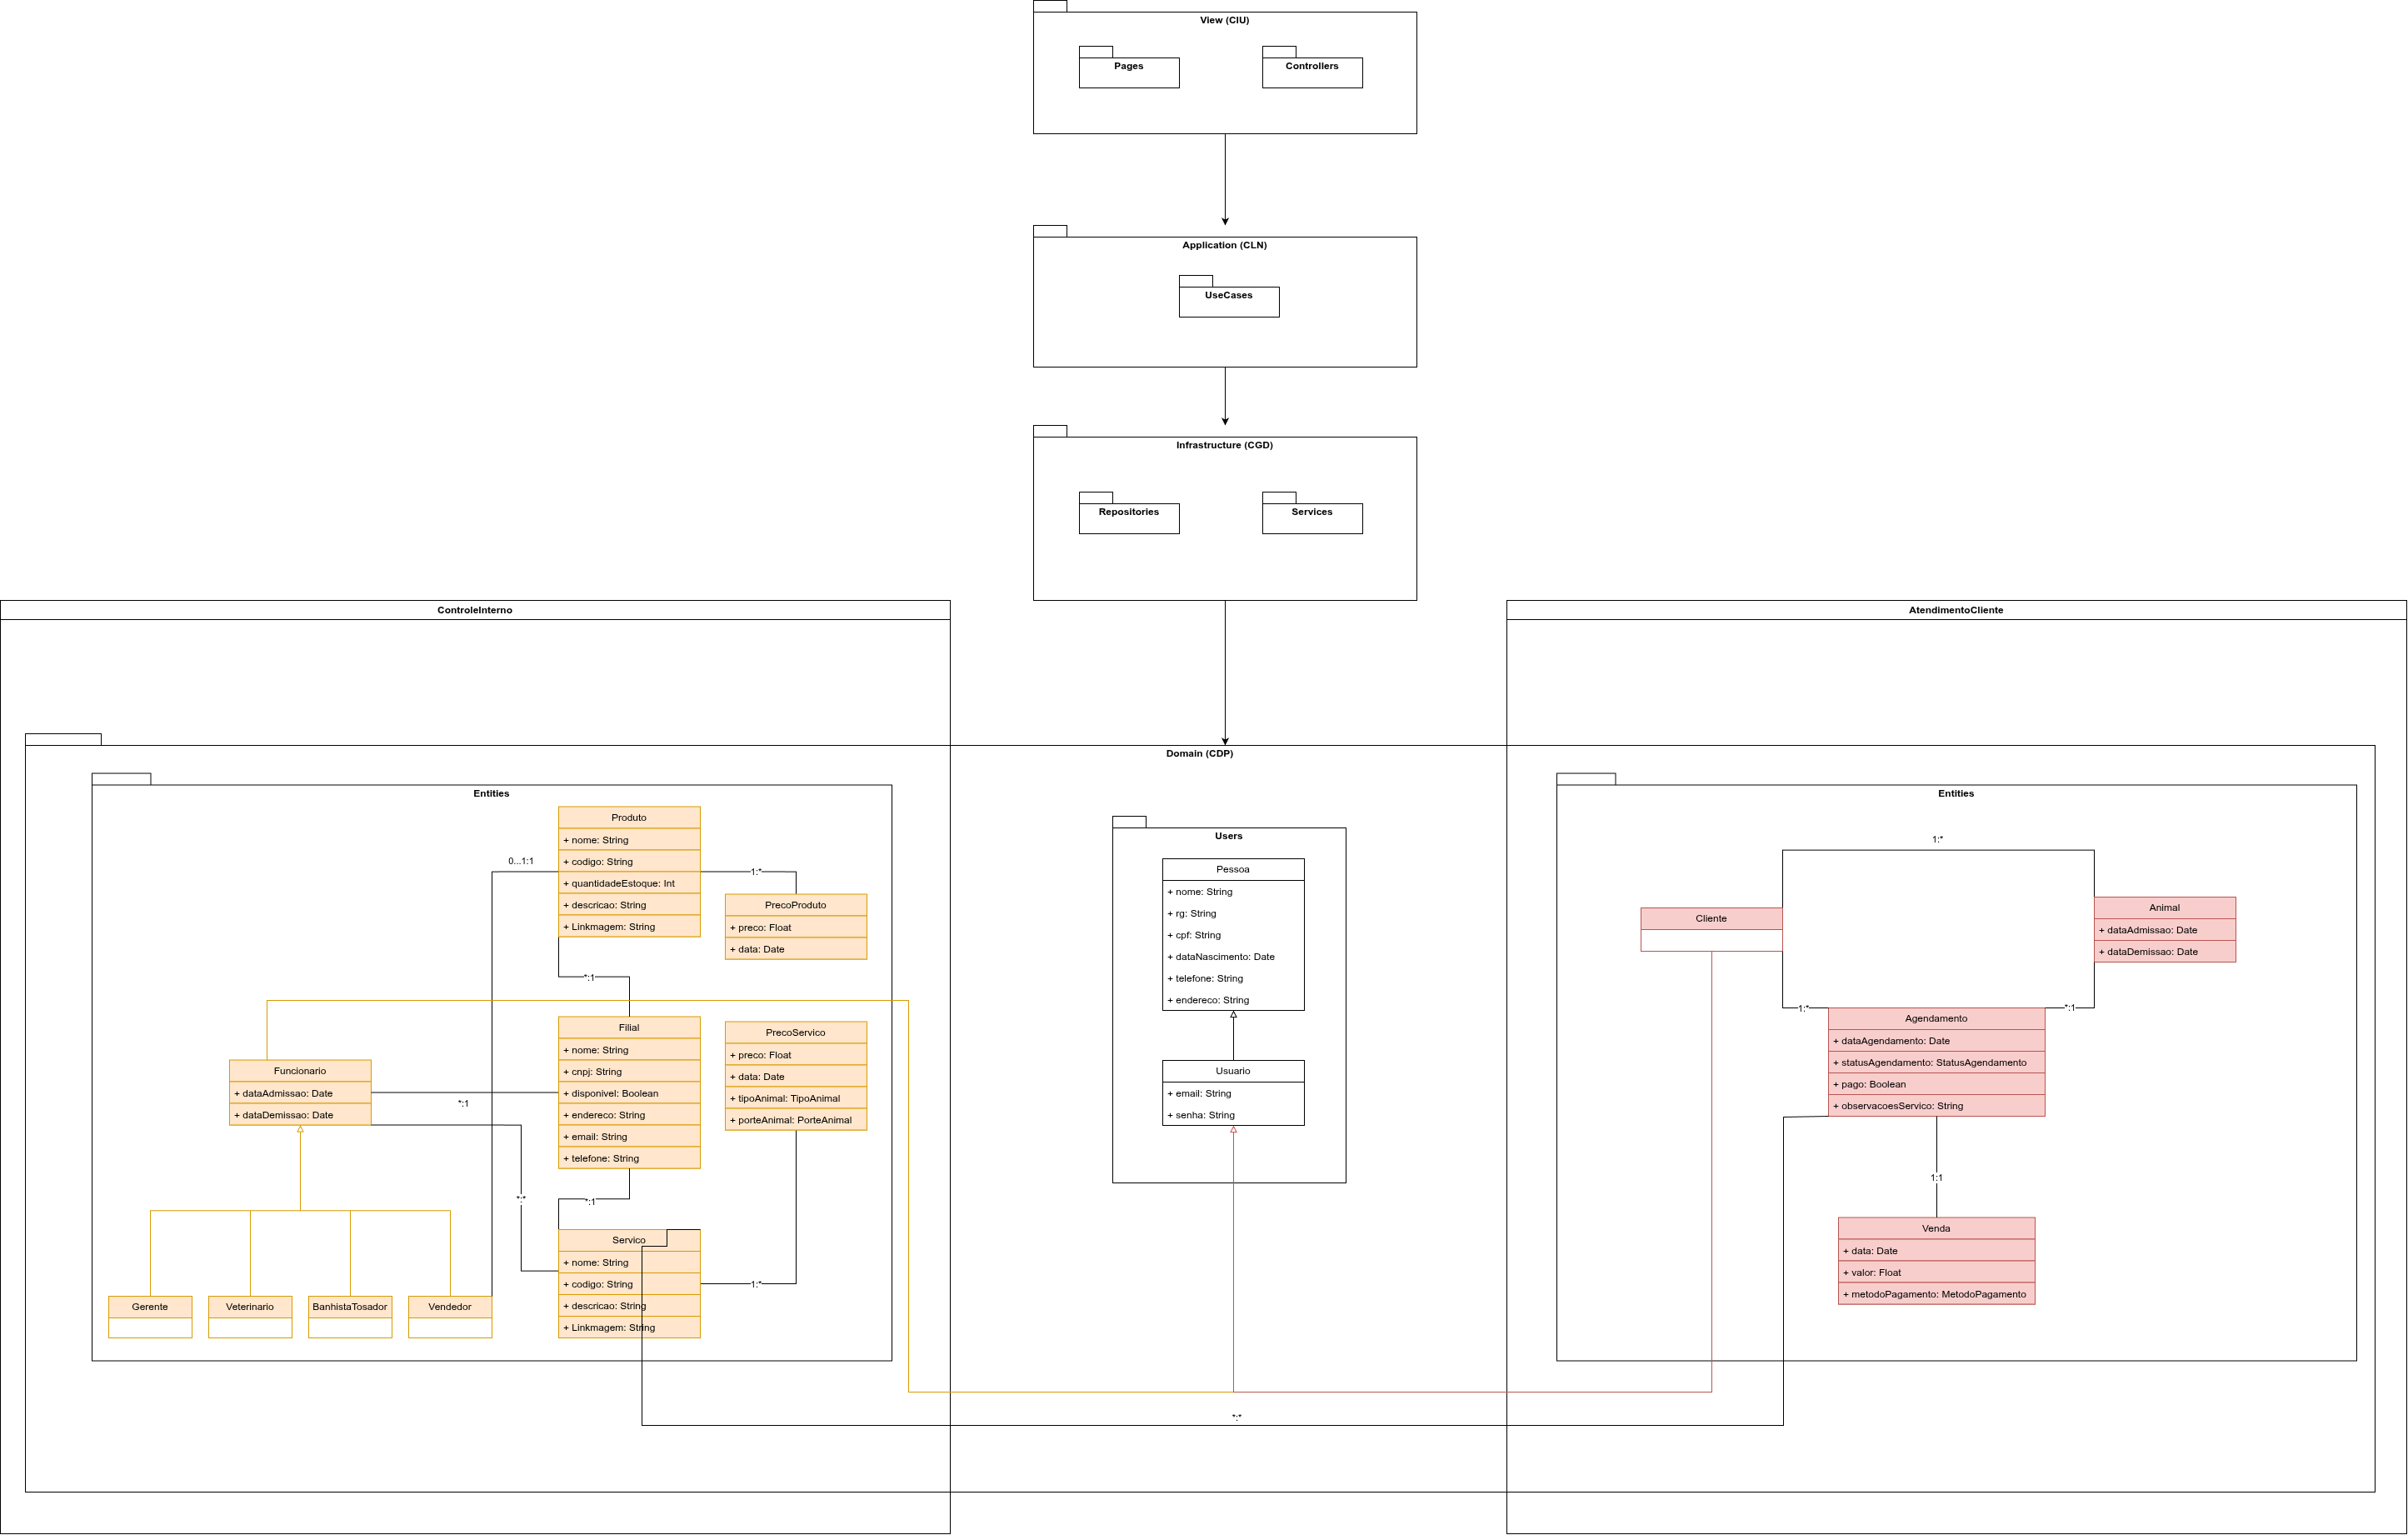 View (CIU)
Pages
Controllers
Application (CLN)
UseCases
Infrastructure (CGD)
Repositories
Services
ControleInterno
AtendimentoCliente
Domain (CDP)
Entities
Produto
+ nome: String
+ codigo: String
+ quantidadeEstoque: Int
+ descricao: String
+ Linkmagem: String
0...1:1
1:*
PrecoProduto
+ preco: Float
+ data: Date
*:1
Filial
+ nome: String
+ cnpj: String
+ disponivel: Boolean
+ endereco: String
+ email: String
+ telefone: String
PrecoServico
+ preco: Float
+ data: Date
+ tipoAnimal: TipoAnimal
+ porteAnimal: PorteAnimal
Funcionario
+ dataAdmissao: Date
+ dataDemissao: Date
*:1
*:*
*:1
Servico
+ nome: String
+ codigo: String
+ descricao: String
+ Linkmagem: String
1:*
Gerente
Veterinario
BanhistaTosador
Vendedor
Users
Pessoa
+ nome: String
+ rg: String
+ cpf: String
+ dataNascimento: Date
+ telefone: String
+ endereco: String
Usuario
+ email: String
+ senha: String
*:*
Entities
1:*
Cliente
Animal
+ dataAdmissao: Date
+ dataDemissao: Date
1:*
*:1
Agendamento
+ dataAgendamento: Date
+ statusAgendamento: StatusAgendamento
+ pago: Boolean
+ observacoesServico: String
1:1
Venda
+ data: Date
+ valor: Float
+ metodoPagamento: MetodoPagamento